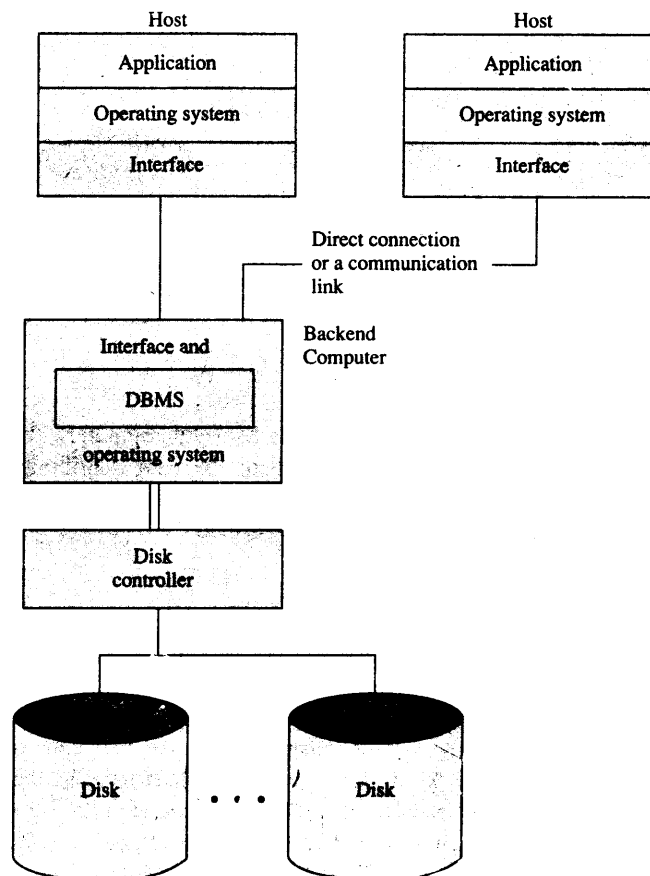 Host
Application
Operating system
Interface
Host
Application
Operating system
Interface
Direct connection
or a communication
link
Interface and
DBMS
operating system
Backend
Computer
Disk
controller
Disk
. . .
Disk